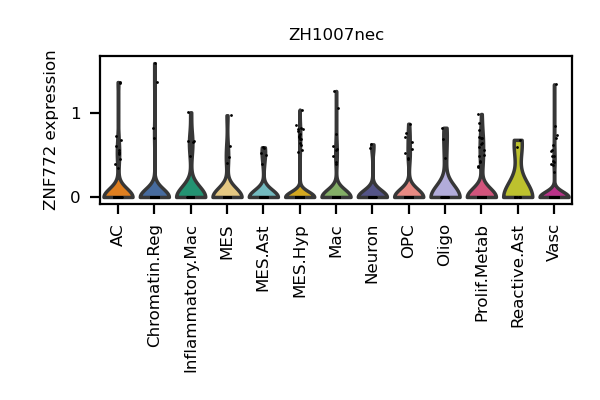 ZH1007nec
ZNF772 expression
1
0
AC
Chromatin.Reg
Inflammatory.Mac
MES
MES.Ast
MES.Hyp
Mac
Neuron
OPC
Oligo
Prolif.Metab
Reactive.Ast
Vasc